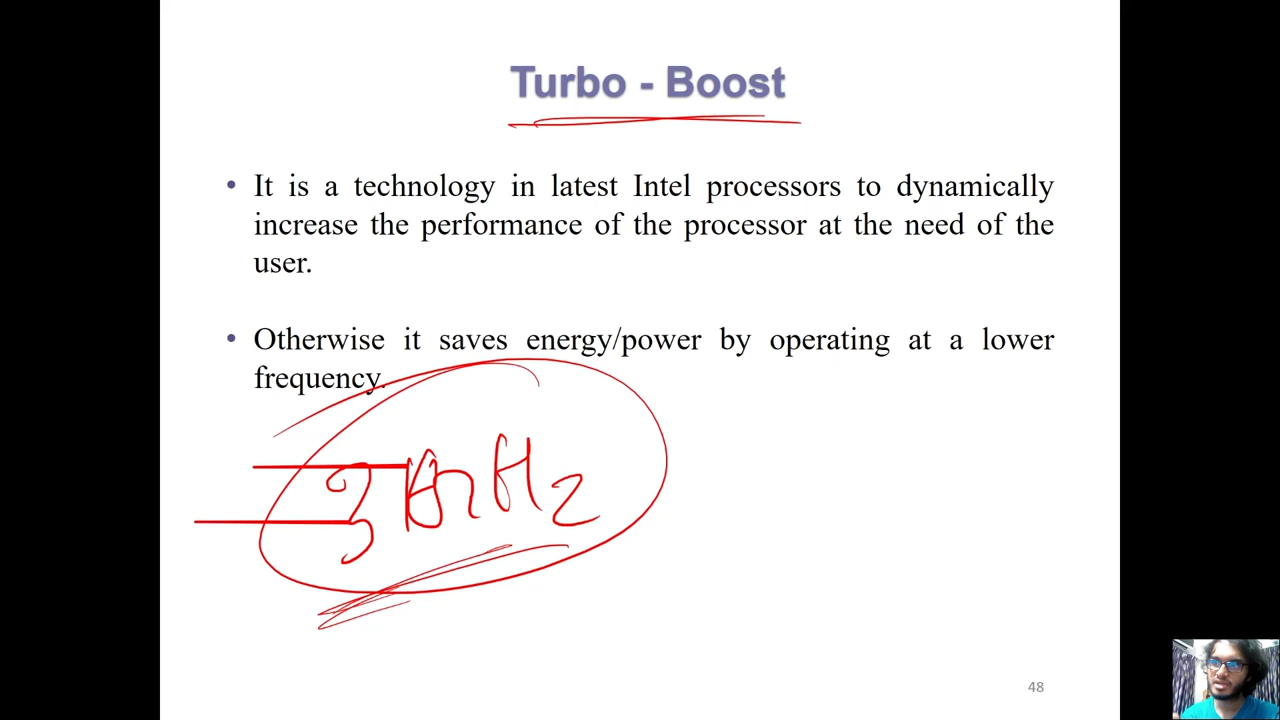 Turbo - Boost
• It is a technology in latest Intel processors to dynamically
increase the performance of the processor at the need of the
user.
• Otherwise it saves energy/power by operating at a lower
frequency.
48